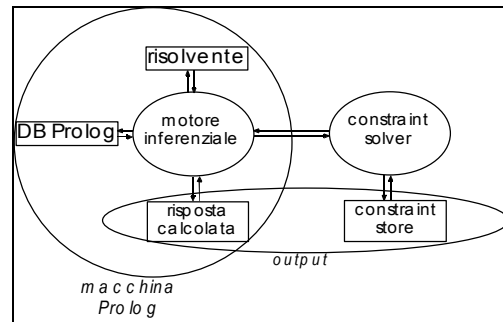 risolvente
motore
inferenziale
constraint
solver
DB Prolog
risposta
calcolata
constraint
store
output
macchina
Prolog